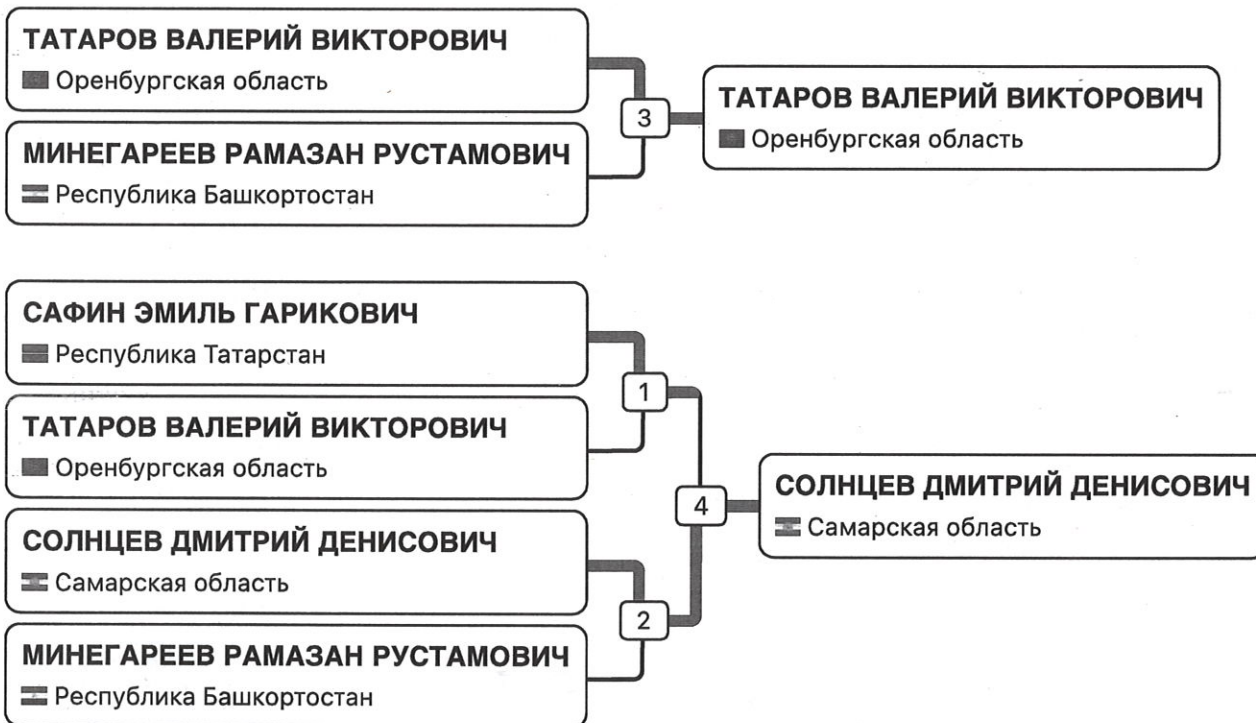 ТАТАРОВ ВАЛЕРИЙ ВИКТОРОВИЧ
Оренбургская область
МИНЕГАРЕЕВ РАМАЗАН РУСТАМОВИЧ
Республика Башкортостан
3
ТАТАРОВ ВАЛЕРИЙ ВИКТОРОВИЧ
Оренбургская область
САФИН ЭМИЛЬ ГАРИКОВИЧ
Республика Татарстан
1
ТАТАРОВ ВАЛЕРИЙ ВИКТОРОВИЧ
Оренбургская область
СОЛНЦЕВ ДМИТРИЙ ДЕНИСОВИЧ
Самарская область
2
МИНЕГАРЕЕВ РАМАЗАН РУСТАМОВИЧ
Республика Башкортостан
4
СОЛНЦЕВ ДМИТРИЙ ДЕНИСОВИЧ
Самарская область